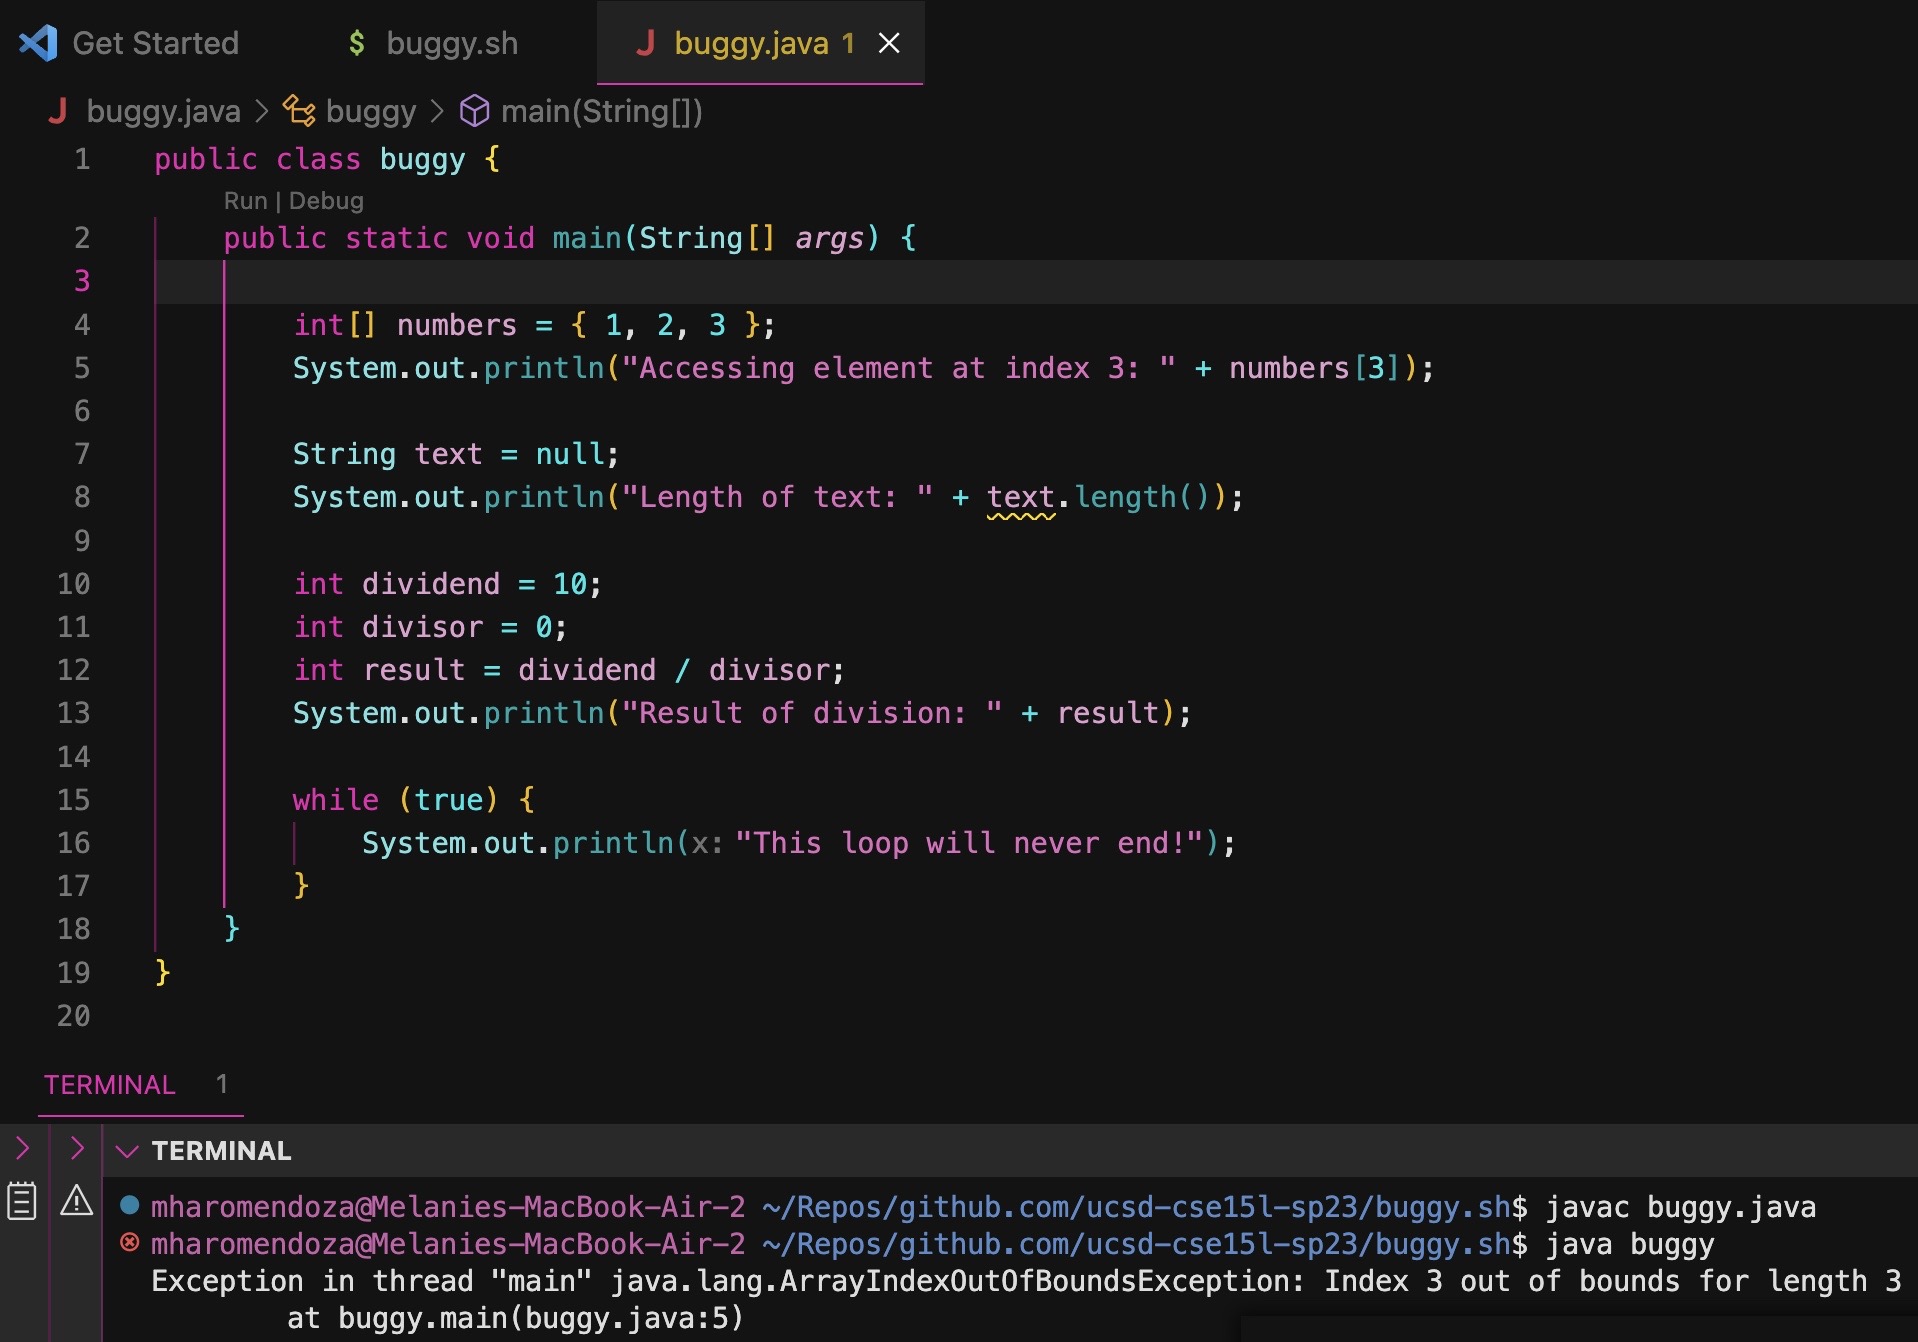 Get Started $ buggy.sh J buggy.java 1
J buggy.java > buggy > main(String[])
1 public class buggy {
Run | Debug
2 public static void main(String[] args) {
3
4 int[] numbers = { 1, 2, 3 };
5 System.out.println("Accessing element at index 3: " + numbers[3]);
6
7 String text = null;
8 System.out.println("Length of text: " + text.length());
9
10 int dividend = 10;
11 int divisor = 0;
12 int result = dividend / divisor;
13 System.out.println("Result of division: " + result);
14
15 while (true) {
16 System.out.println(x: "This loop will never end!");
17 }
18 }
19 }
20
TERMINAL 1
TERMINAL
mharomendoza@Melanies-MacBook-Air-2 ~/Repos/github.com/ucsd-cse15l-sp23/buggy.sh$ javac buggy.java
mharomendoza@Melanies-MacBook-Air-2 ~/Repos/github.com/ucsd-cse15l-sp23/buggy.sh$ java buggy
Exception in thread "main" java.lang.ArrayIndexOutOfBoundsException: Index 3 out of bounds for length 3
at buggy.main(buggy.java:5)